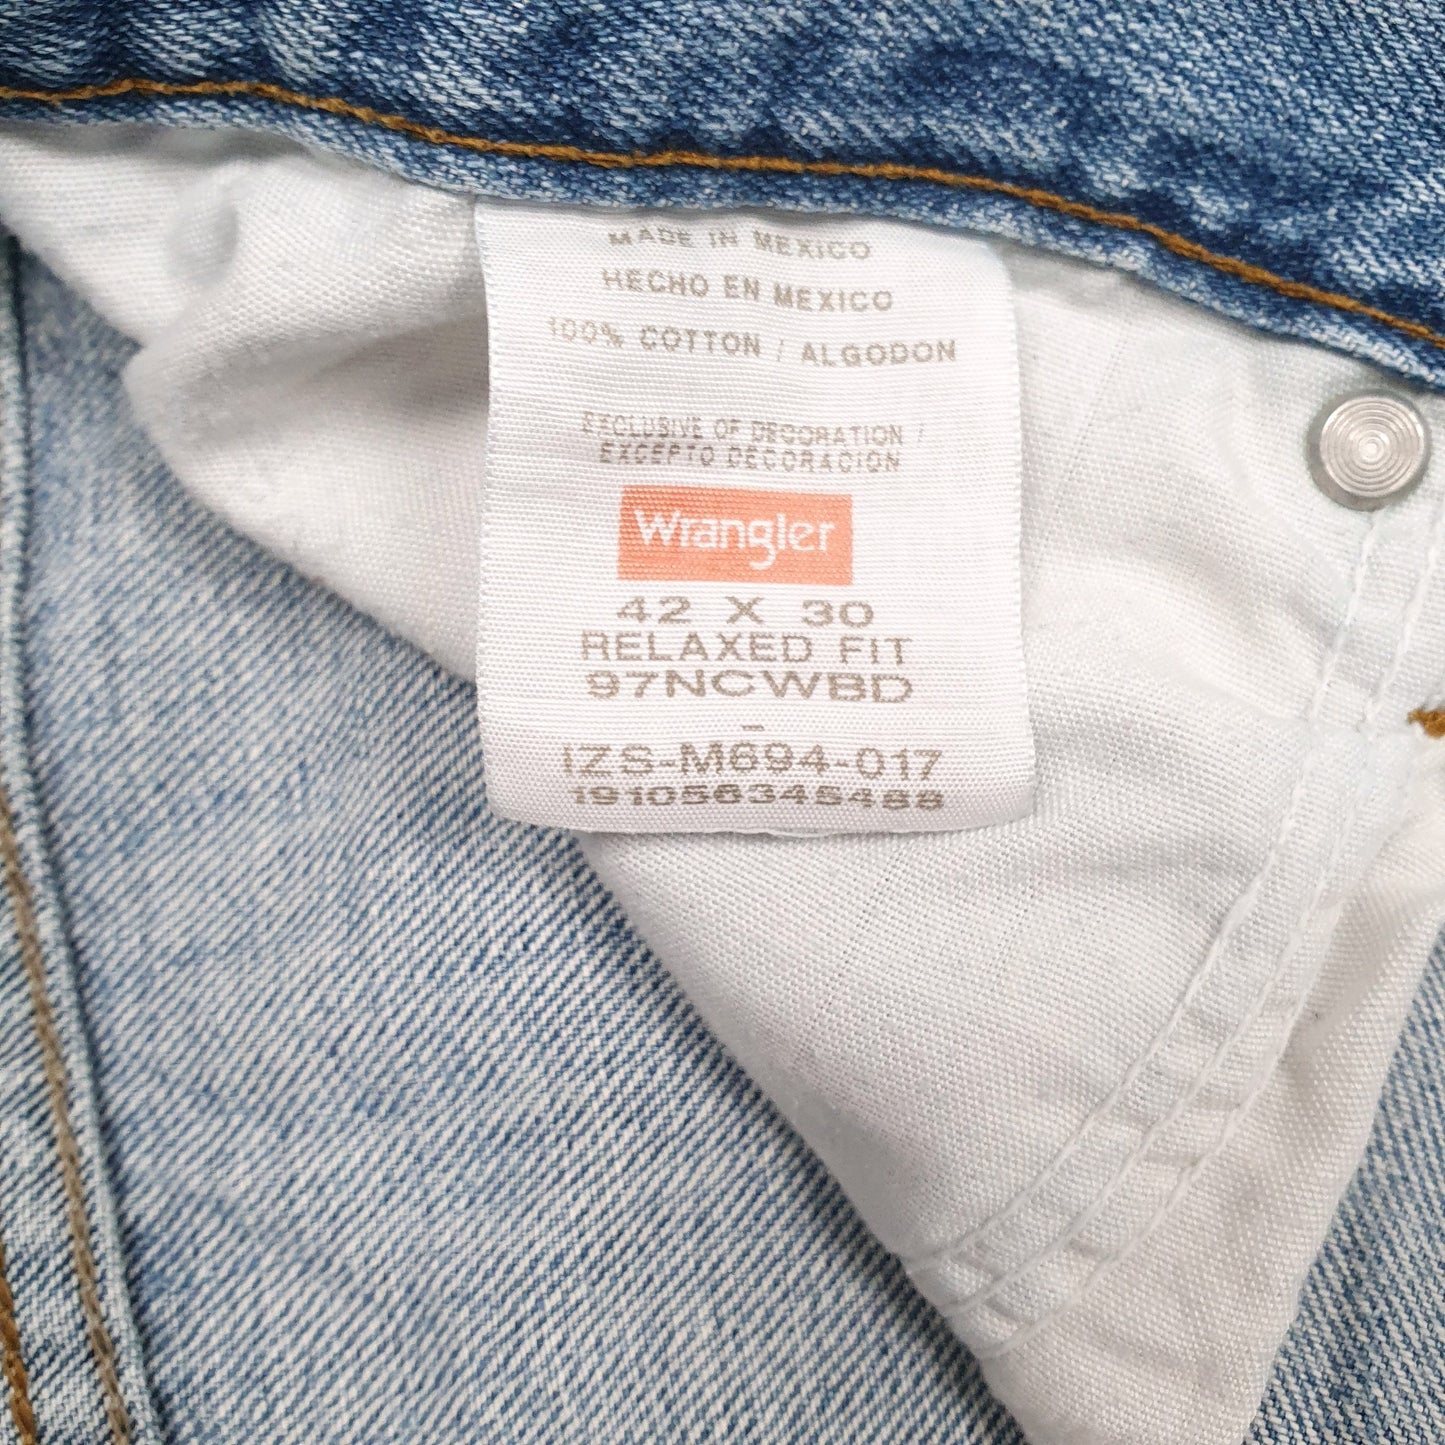 MADE IN MEXICO
HECHO EN MEXICO
100% COTTON / ALGODON
EXCLUSIVE OF DECORATION /
EXCEPTO DECORACION
Wrangler
42 X 30
RELAXED FIT
97NCWBD
-
IZS-M694-017
191056345488